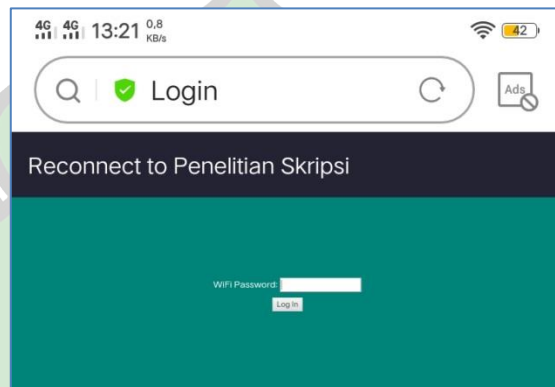 4G 4G 13:21 0,8 KB/s 42
Login Ads
Reconnect to Penelitian Skripsi
WiFi Password:
Log In